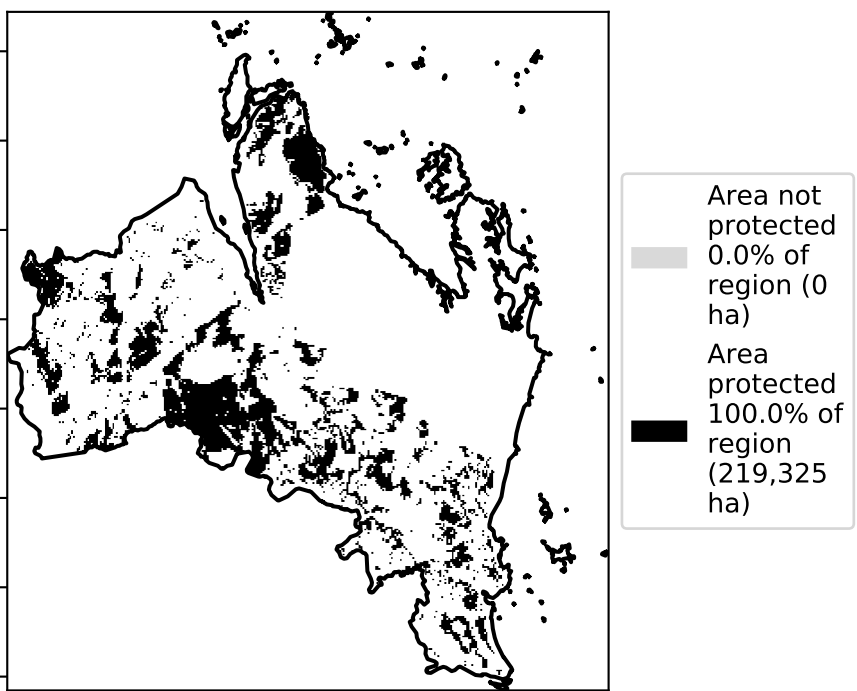 Area not
protected
0.0% of
region (0
ha)
Area
protected
100.0% of
region
(219,325
ha)